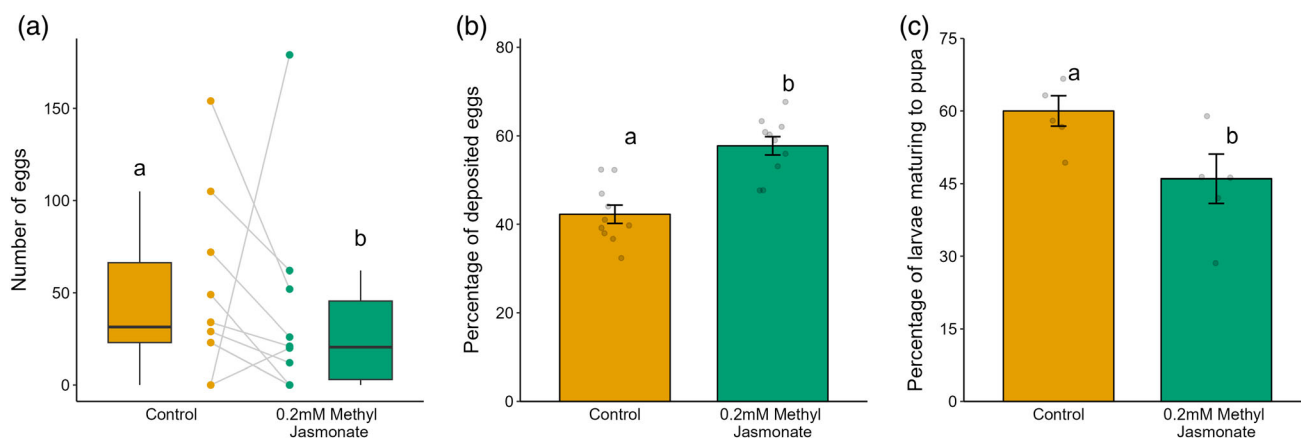 (a)
Number of eggs
150
100
50
0
a
b
Control
0.2mM Methyl
Jasmonate
(b)
Percentage of deposited eggs
80
60
40
20
0
a
b
Control
0.2mM Methyl
Jasmonate
(c)
Percentage of larvae maturing to pupa
75
60
45
30
15
0
a
b
Control
0.2mM Methyl
Jasmonate